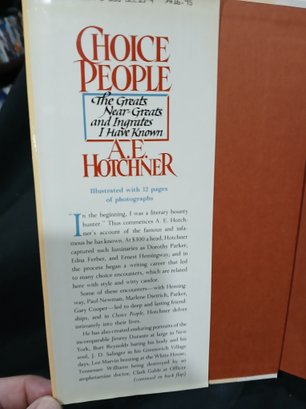 $16.95
CHOICE
PEOPLE
The Greats
Near-Greats
and Ingrates
I Have Known
A. E.
HOTCHNER
Illustrated with 32 pages
of photographs
"In the beginning, I was a literary bounty
hunter." Thus commences A. E. Hotch-
ner's account of the famous and infa-
mous he has known. At $300 a head, Hotchner
captured such luminaries as Dorothy Parker,
Edna Ferber, and Ernest Hemingway; and in
the process began a writing career that led
to many choice encounters, which are related
here with style and witty candor.
Some of these encounters—with Heming-
way, Paul Newman, Marlene Dietrich, Parker,
Gary Cooper—led to deep and lasting friend-
ships, and in Choice People, Hotchner delves
intimately into their lives.
He has also created enduring portraits of the
incomparable Jimmy Durante at large in New
York, Burt Reynolds baring his body and his
soul, J. D. Salinger in his Greenwich Village
, Lee Marvin bearing at the White House,
Tennessee Williams being destroyed by an
amphetamine doctor, Clark Gable at Officer
(continued on back flap)